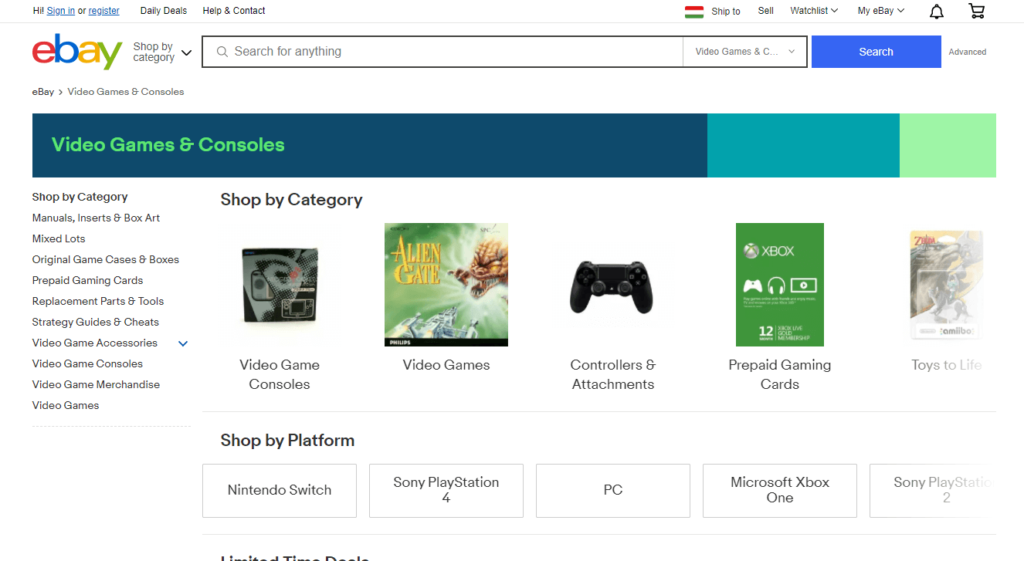 Hi! Sign in or register
Daily Deals
Help & Contact
Ship to
Sell
Watchlist
My eBay
ebay
Shop by
category
Search for anything
Video Games & C...
Search
Advanced
eBay > Video Games & Consoles
Video Games & Consoles
Shop by Category
Manuals, Inserts & Box Art
Mixed Lots
Original Game Cases & Boxes
Prepaid Gaming Cards
Replacement Parts & Tools
Strategy Guides & Cheats
Video Game Accessories
Video Game Consoles
Video Game Merchandise
Video Games
Shop by Category
ALIEN
GATE
PHILIPS
XBOX
12
XBOX LIVE
GOLD
MEMBERSHIP
amiibo
Video Game
Consoles
Video Games
Controllers &
Attachments
Prepaid Gaming
Cards
Toys to Life
Shop by Platform
Nintendo Switch
Sony PlayStation
4
PC
Microsoft Xbox
One
Sony PlayStatio
2
Limited Time Deals